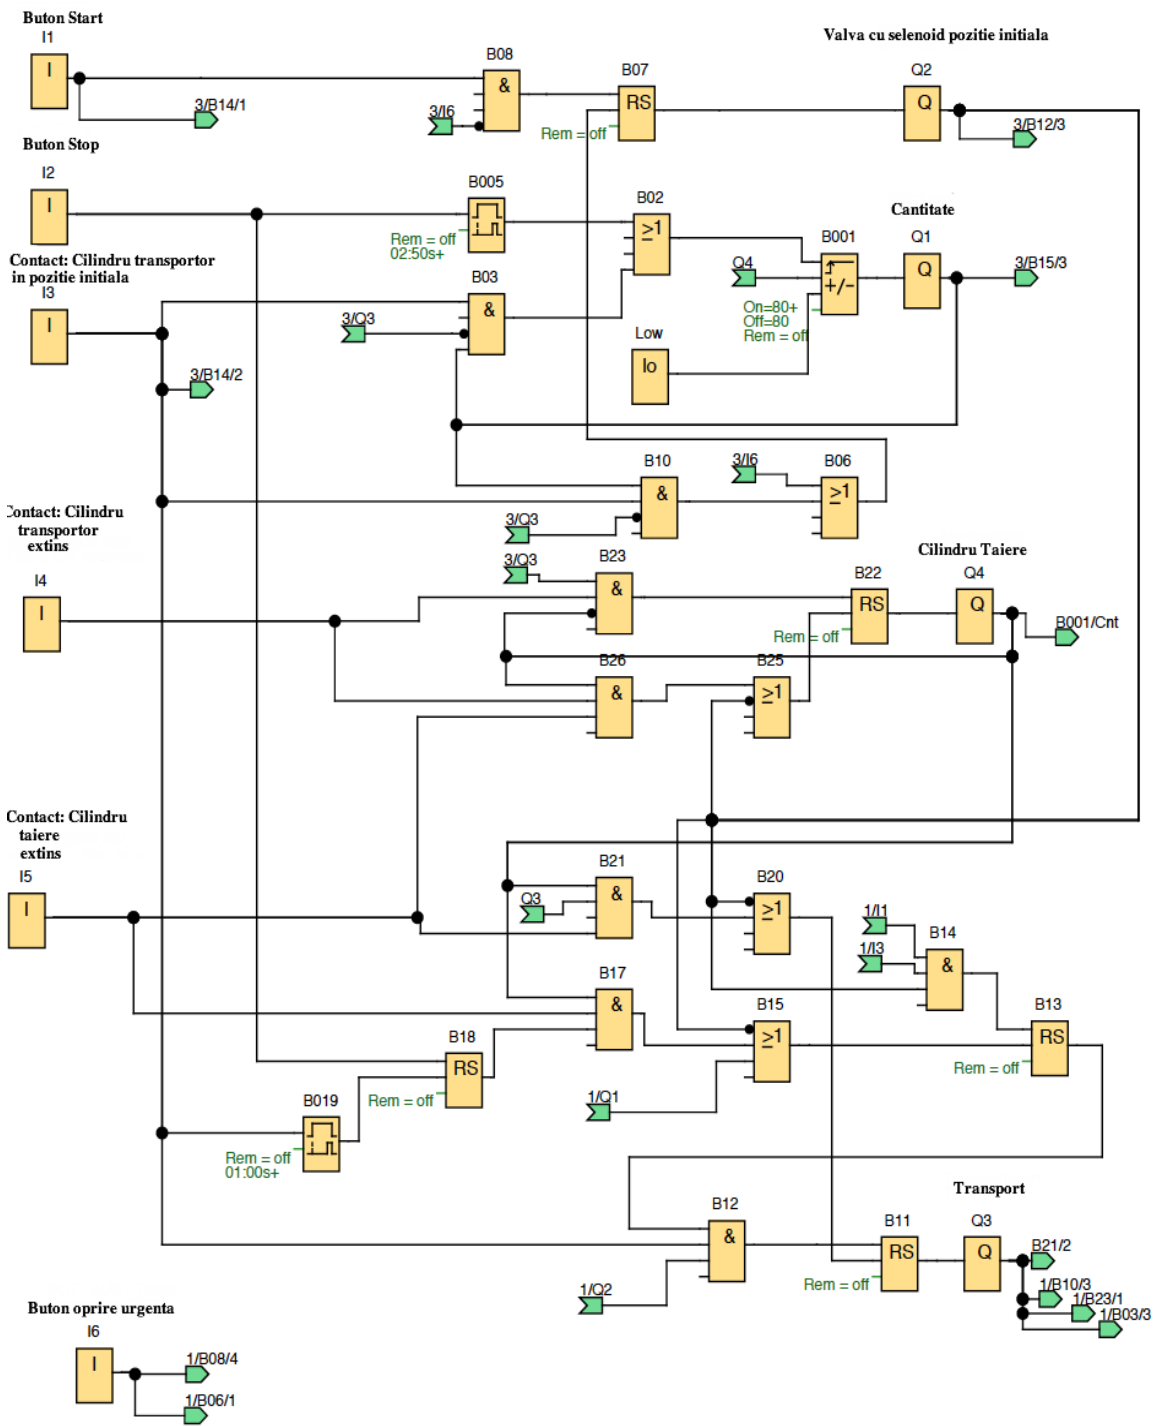 Buton Start
I1
I
3/B14/1
B08
&
3/I6
B07
RS
Rem = off
Valva cu selenoid pozitie initiala
Q2
Q
3/B12/3
Buton Stop
I2
I
B005
Rem = off
02:50s+
B02
≥1
Cantitate
B001
+/-
Q1
Q
3/B15/3
Q4
On=80+
Off=80
Rem = off
Contact: Cilindru transportor
in pozitie initiala
I3
I
3/B14/2
B03
&
3/Q3
Low
lo
B10
&
3/Q3
3/I6
B06
≥1
Contact: Cilindru
transportor
extins
I4
I
3/Q3
B23
&
Cilindru Taiere
B22
RS
Rem = off
Q4
Q
B001/Cnt
B26
&
B25
≥1
Contact: Cilindru
taiere
extins
I5
I
B21
&
Q3
B20
≥1
1/I1
1/I3
B14
&
B17
&
B15
≥1
B13
RS
Rem = off
B18
RS
Rem = off
1/Q1
B019
Rem = off
01:00s+
B12
&
1/Q2
Transport
B11
RS
Rem = off
Q3
Q
B21/2
1/B10/3
1/B23/1
1/B03/3
Buton oprire urgenta
I6
I
1/B08/4
1/B06/1